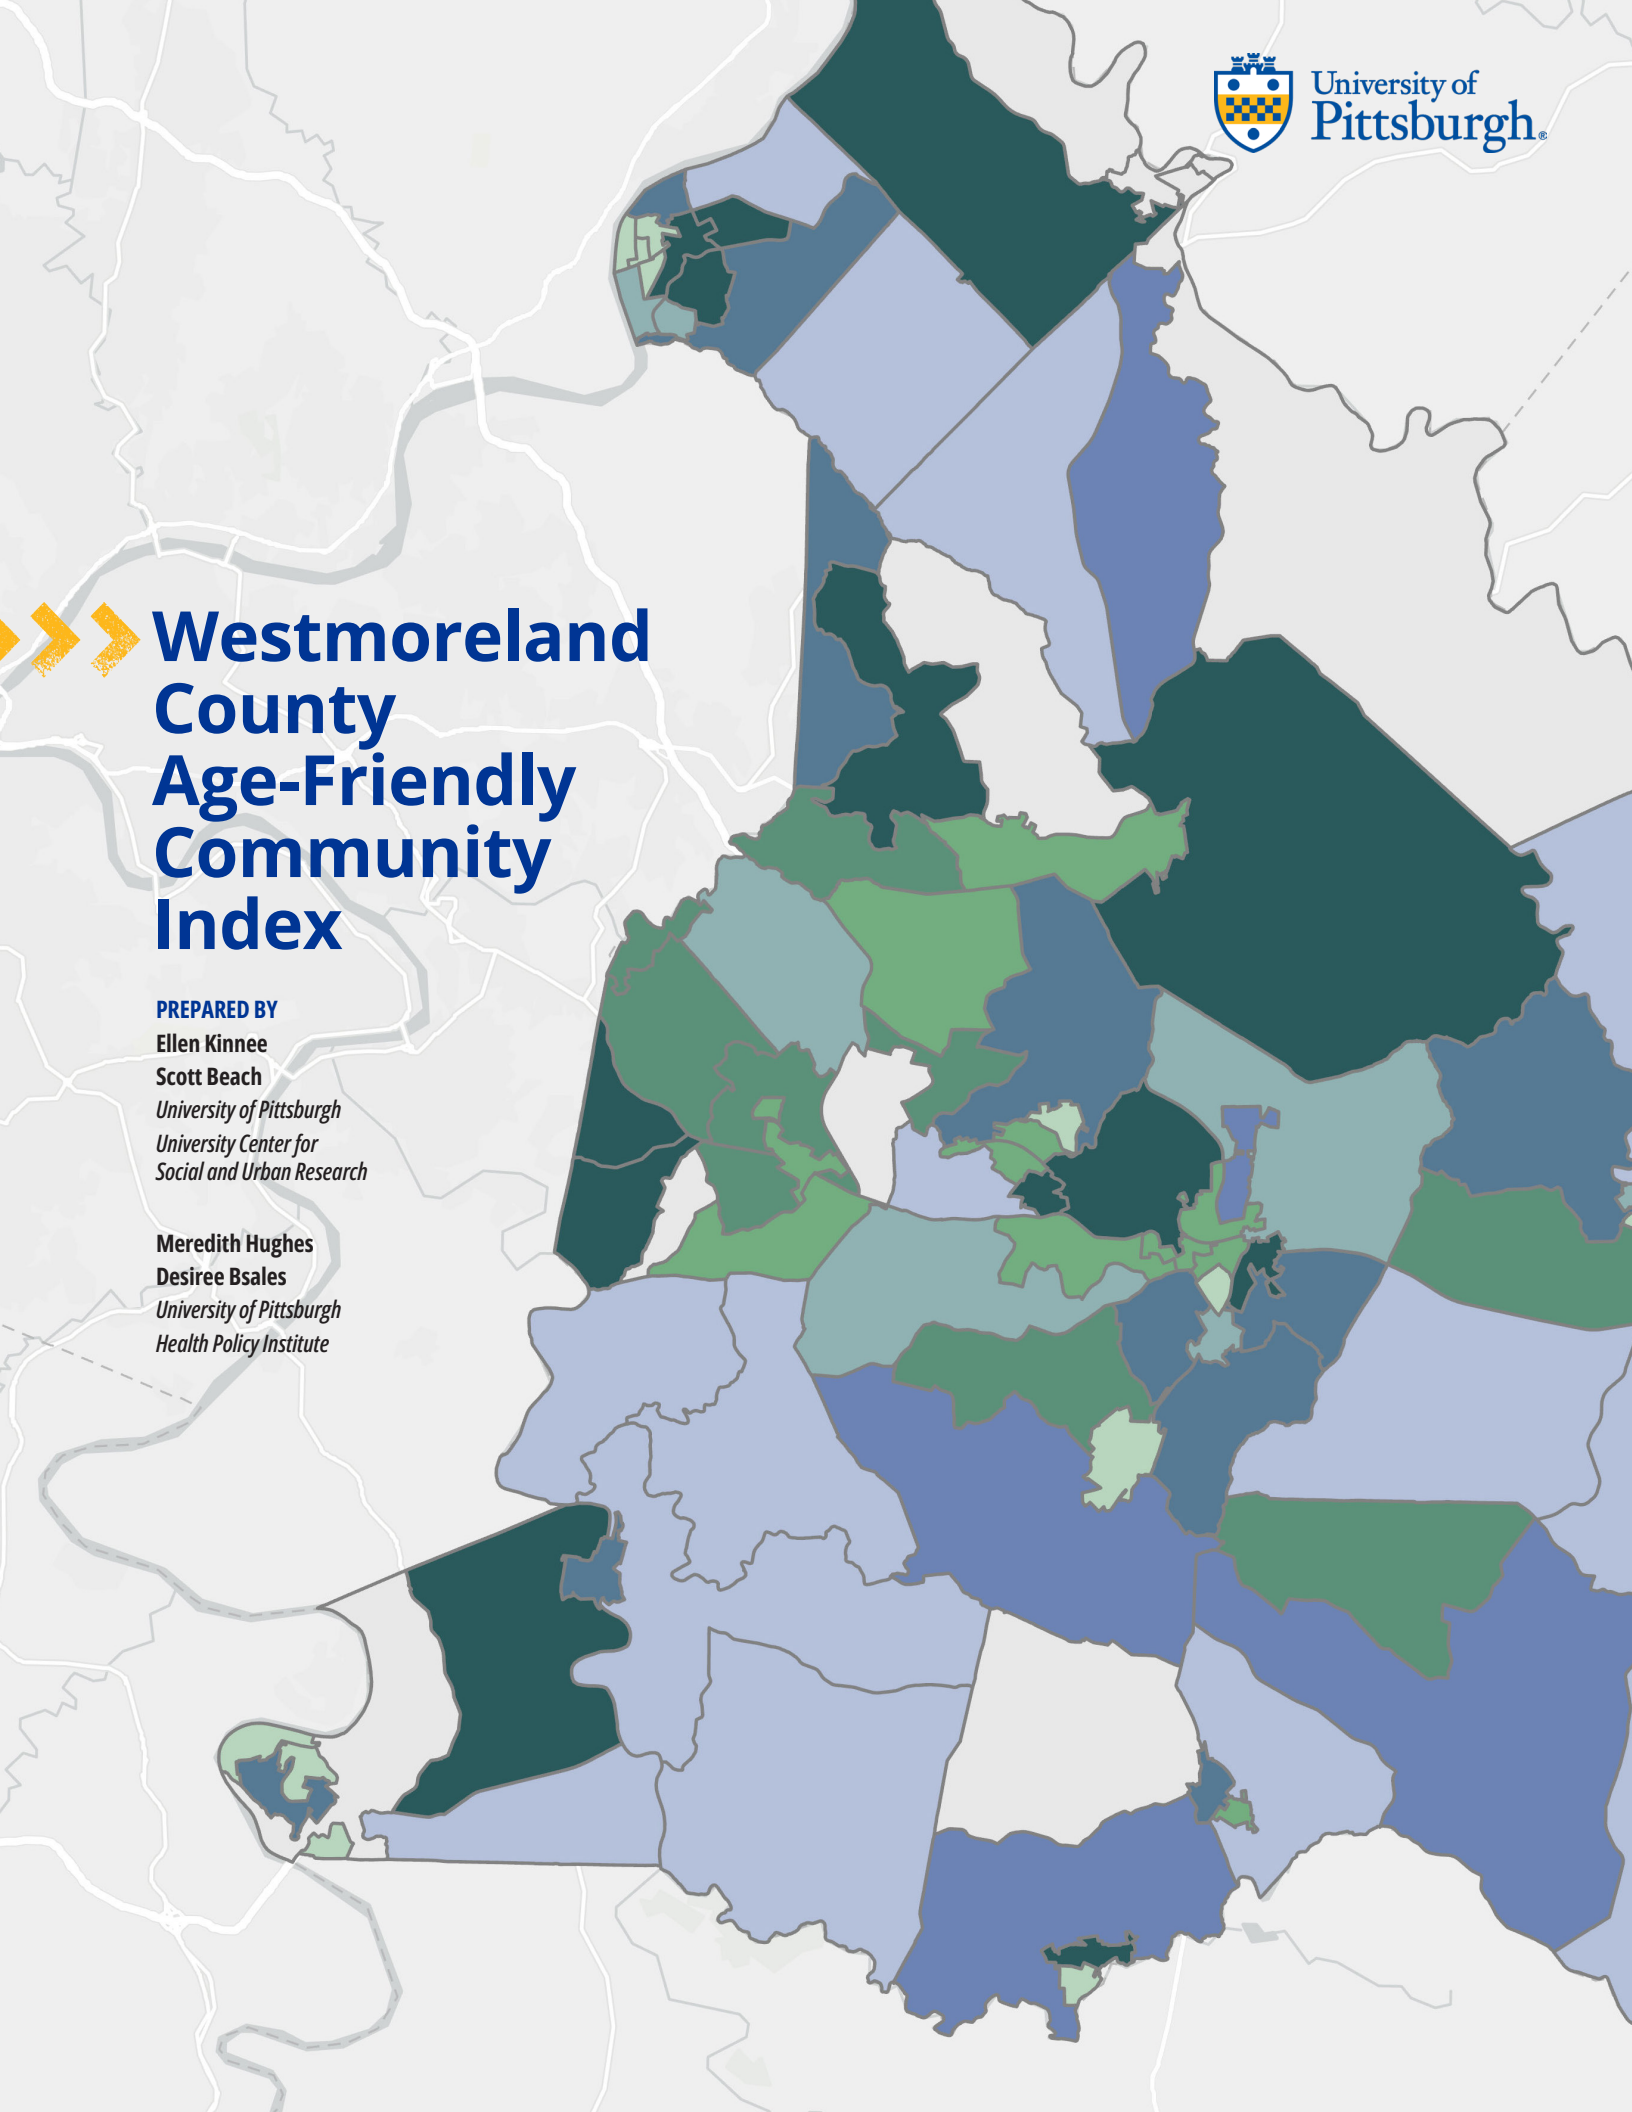 University of
Pittsburgh®
Westmoreland
County
Age-Friendly
Community
Index
PREPARED BY
Ellen Kinnee
Scott Beach
University of Pittsburgh
University Center for
Social and Urban Research
Meredith Hughes
Desiree Bsales
University of Pittsburgh
Health Policy Institute